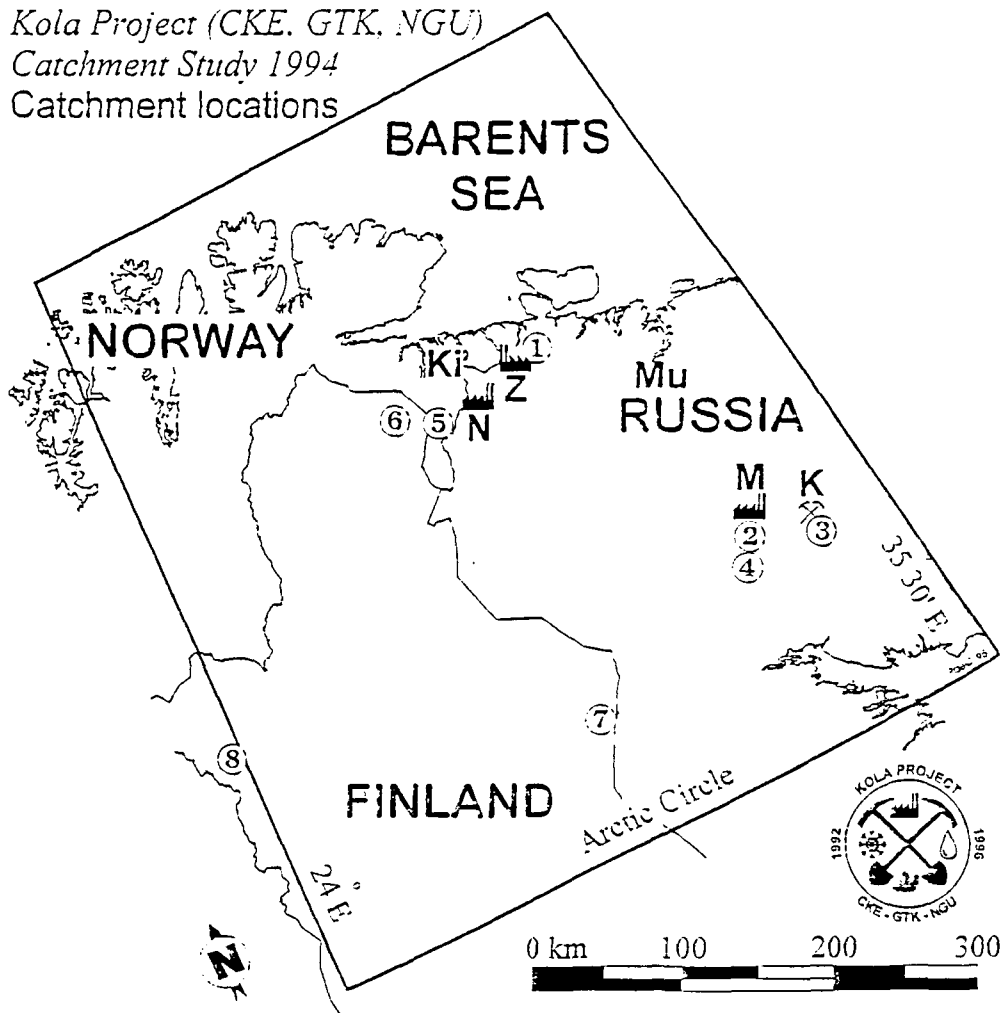 Kola Project (CKE, GTK, NGU)
Catchment Study 1994
Catchment locations
BARENTS
SEA
NORWAY
Ki
1
Z
Mu
RUSSIA
6
5
N
M
K
2
3
4
35 30' E
7
8
FINLAND
Arctic Circle
24° E
KOLA PROJECT
1992
1996
CKE - GTK - NGU
N
0 km 100 200 300